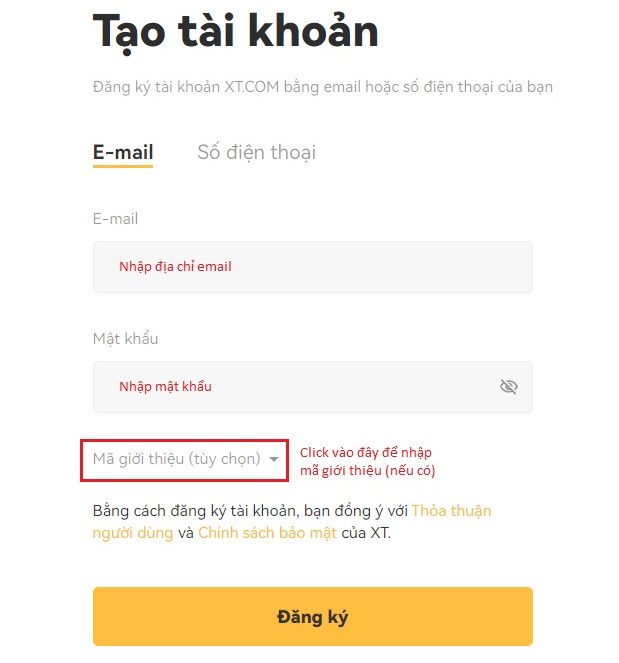 Tạo tài khoản
Đăng ký tài khoản XT.COM bằng email hoặc số điện thoại của bạn
E-mail Số điện thoại
E-mail
Nhập địa chỉ email
Mật khẩu
Nhập mật khẩu
Mã giới thiệu (tùy chọn)
Click vào đây để nhập
mã giới thiệu (nếu có)
Bằng cách đăng ký tài khoản, bạn đồng ý với Thỏa thuận
người dùng và Chính sách bảo mật của XT.
Đăng ký